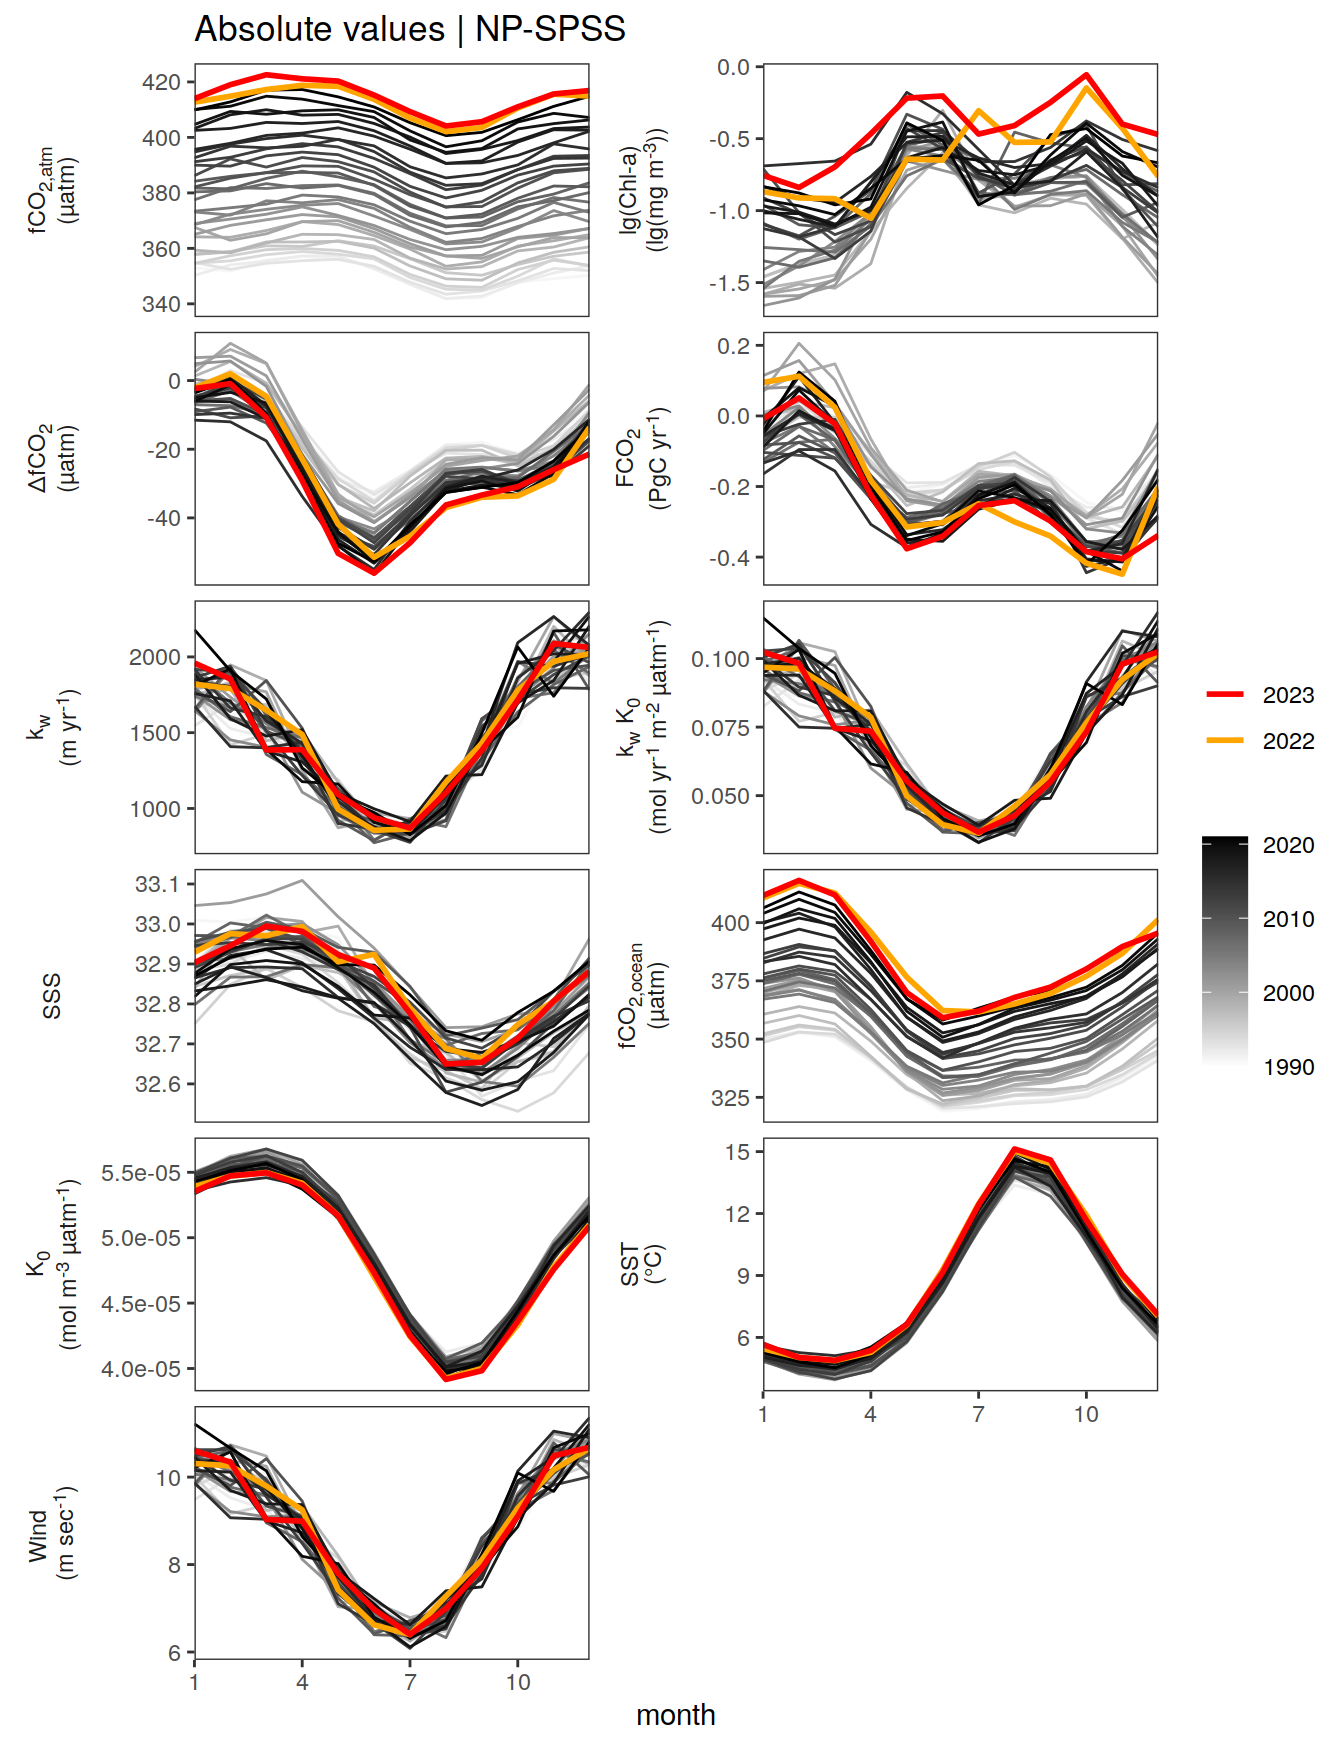 Absolute values | NP-SPSS
fCO2,atm
(µatm)
420
400
380
360
340
lg(Chl-a)
(lg(mg m-3))
0.0
-0.5
-1.0
-1.5
ΔfCO2
(µatm)
0
-20
-40
FCO2
(PgC yr-1)
0.2
0.0
-0.2
-0.4
kw
(m yr-1)
2000
1500
1000
kw K0
(mol yr-1 m-2 µatm-1)
0.100
0.075
0.050
SSS
33.1
33.0
32.9
32.8
32.7
32.6
fCO2,ocean
(µatm)
400
375
350
325
K0
(mol m-3 µatm-1)
5.5e-05
5.0e-05
4.5e-05
4.0e-05
SST
(°C)
15
12
9
6
1 4 7 10
Wind
(m sec-1)
10
8
6
1 4 7 10
month
2023
2022
2020
2010
2000
1990